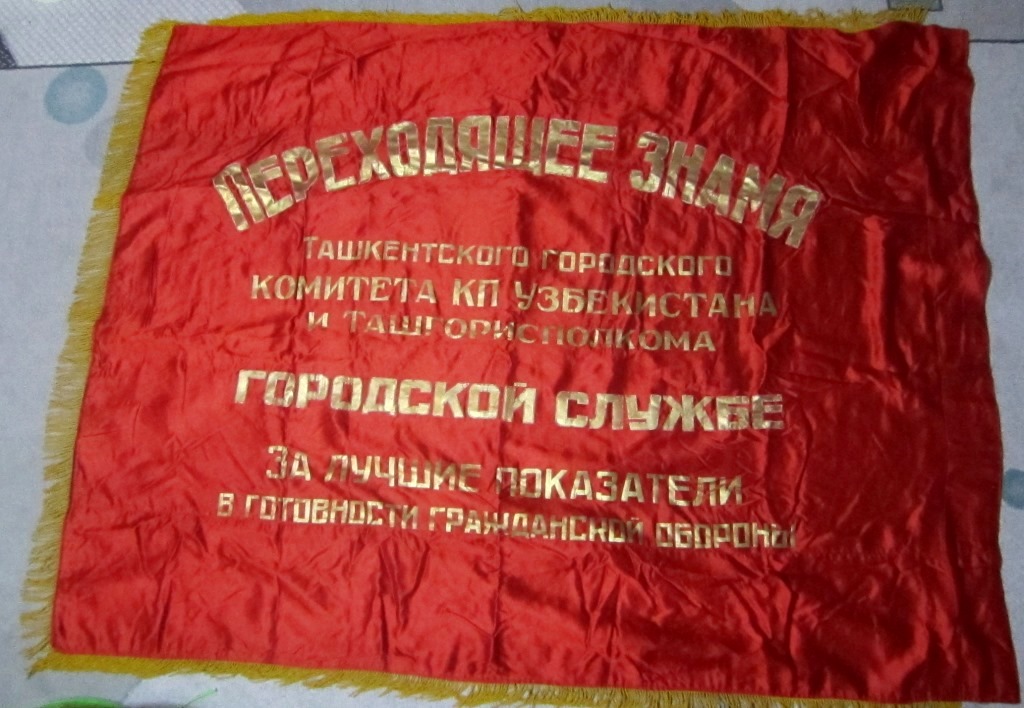 ПЕРЕХОДЯЩЕЕ ЗНАМЯ
ТАШКЕНТСКОГО ГОРОДСКОГО
КОМИТЕТА КП УЗБЕКИСТАНА
И ТАШГОРИСПОЛКОМА
ГОРОДСКОЙ СЛУЖБЕ
ЗА ЛУЧШИЕ ПОКАЗАТЕЛИ
В ГОТОВНОСТИ ГРАЖДАНСКОЙ ОБОРОНЫ